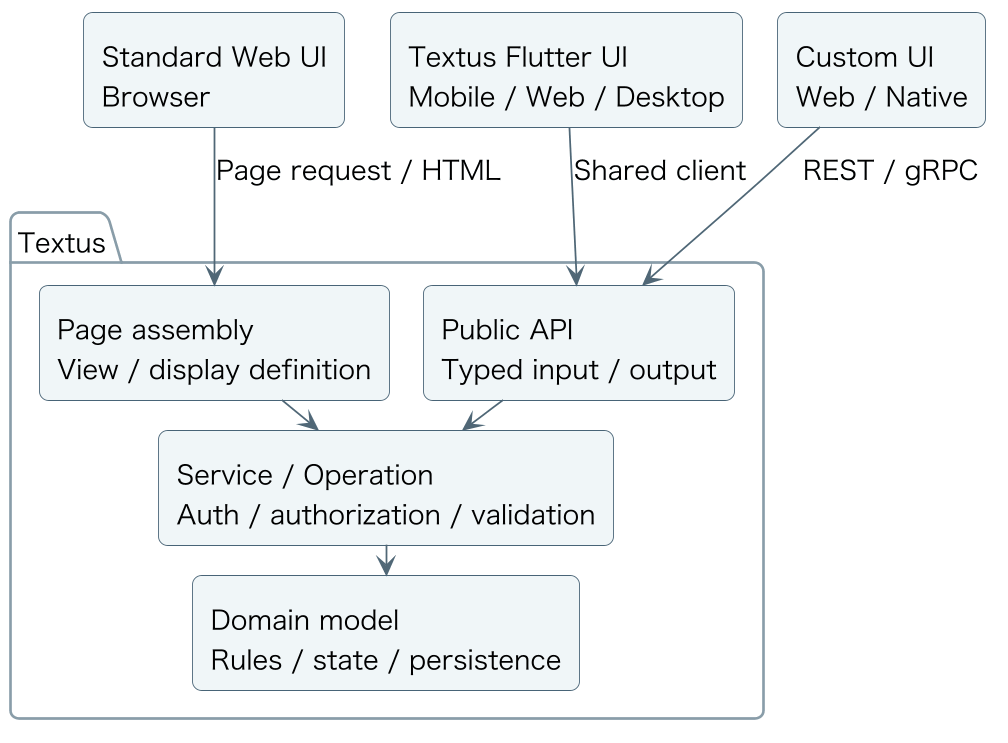 Standard Web UI
Browser
Textus Flutter UI
Mobile / Web / Desktop
Custom UI
Web / Native
Page request / HTML
Shared client
REST / gRPC
Textus
Page assembly
View / display definition
Public API
Typed input / output
Service / Operation
Auth / authorization / validation
Domain model
Rules / state / persistence